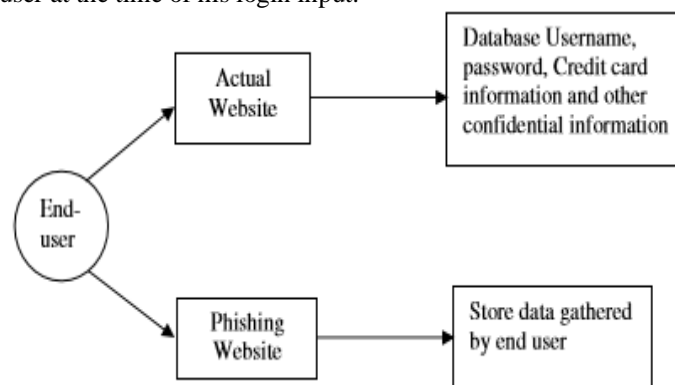 user at the time of his login input.
Actual
Website
Database Username,
password, Credit card
information and other
confidential information
End-
user
Phishing
Website
Store data gathered
by end user